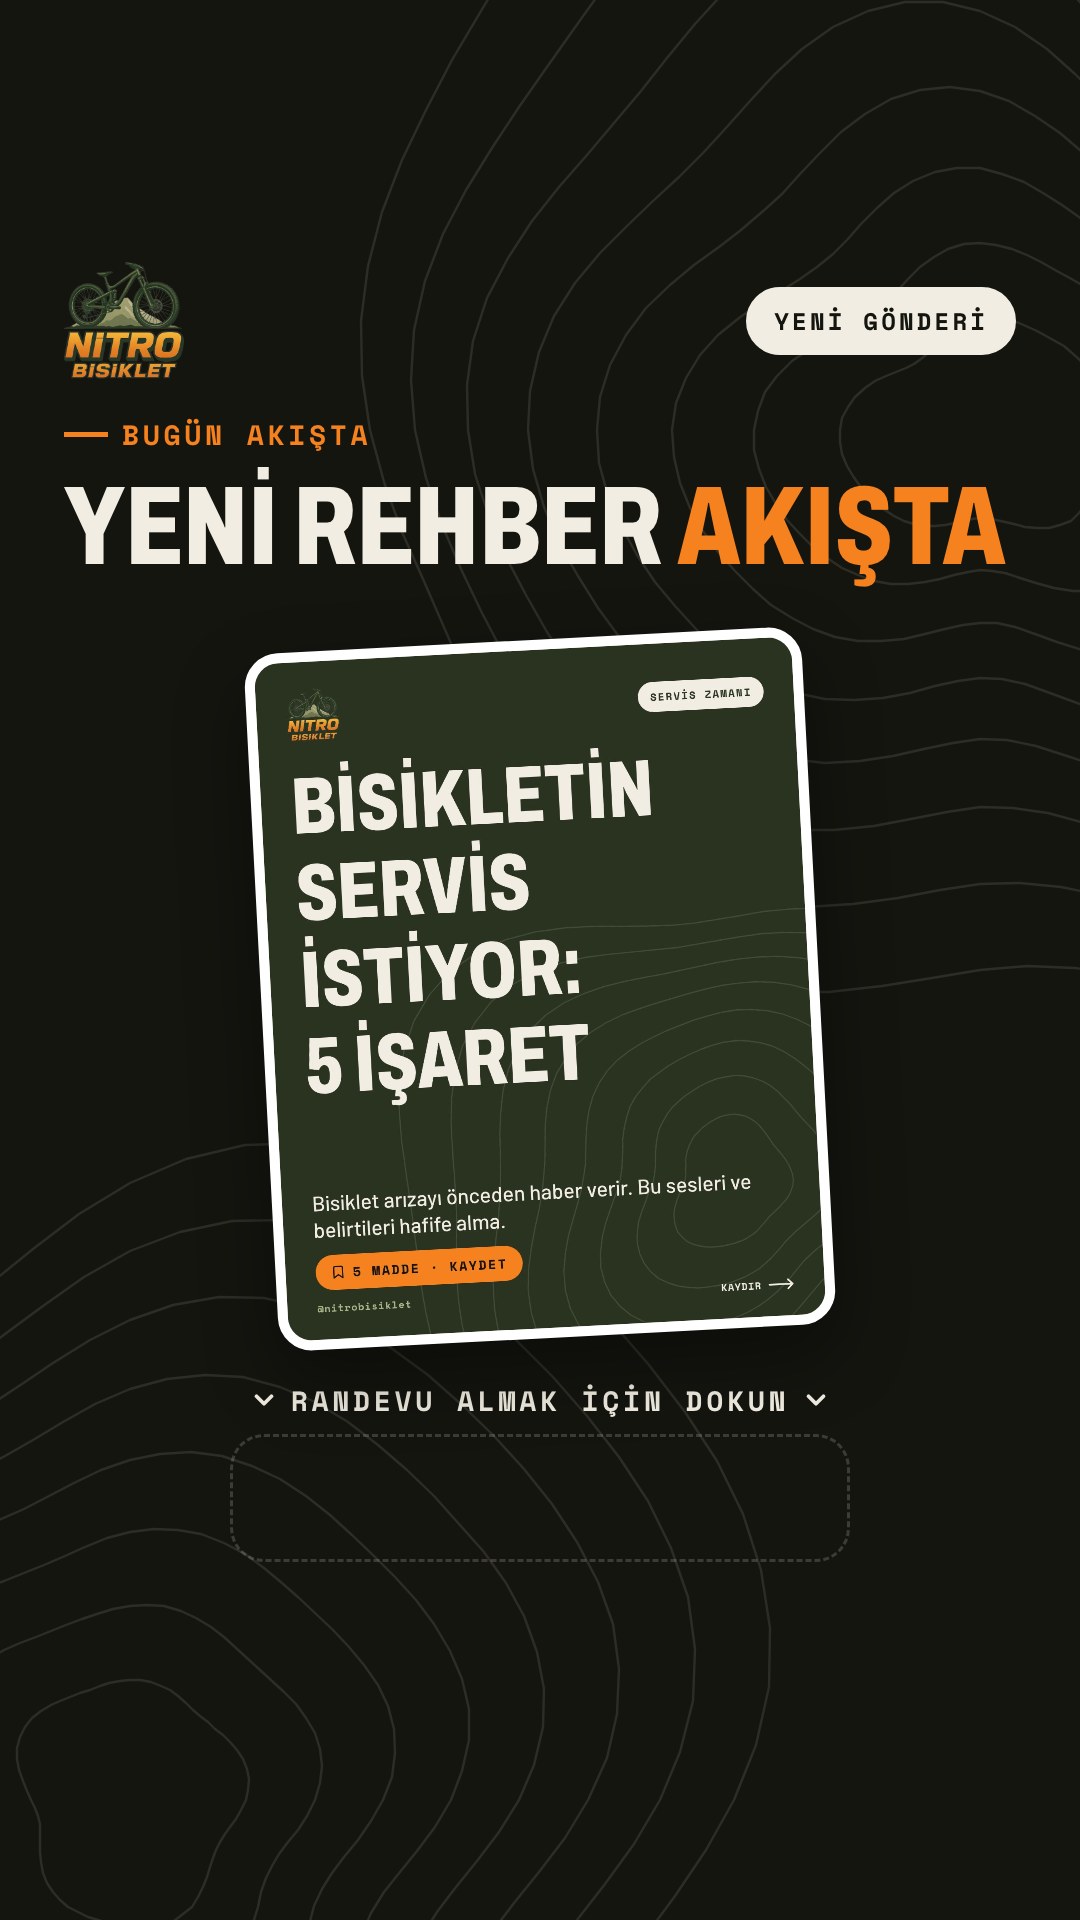 NiTRO
BiSiKLET
YENİ GÖNDERİ
BUGÜN AKIŞTA
YENİ REHBER AKIŞTA
NiTRO
BiSiKLET
SERVİS ZAMANI
BİSİKLETİN
SERVİS
İSTİYOR:
5 İŞARET
Bisiklet arızayı önceden haber verir. Bu sesleri ve
belirtileri hafife alma.
5 MADDE · KAYDET
@nitrobisiklet
KAYDIR
RANDEVU ALMAK İÇİN DOKUN